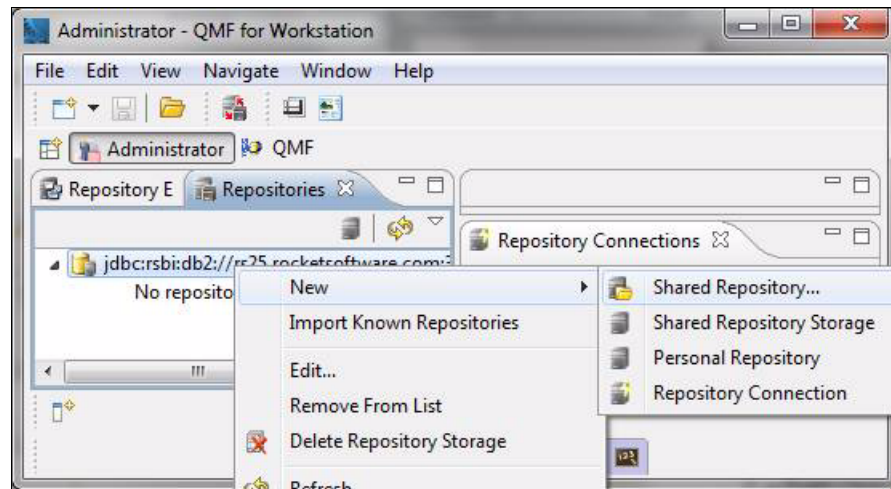 Administrator - QMF for Workstation
File Edit View Navigate Window Help
Administrator QMF
Repository E Repositories
Repository Connections
jdbc:rsbi:db2://rs25.rocketsoftware.com:
No reposito
New
Import Known Repositories
Edit...
Remove From List
Delete Repository Storage
Refresh
Shared Repository...
Shared Repository Storage
Personal Repository
Repository Connection